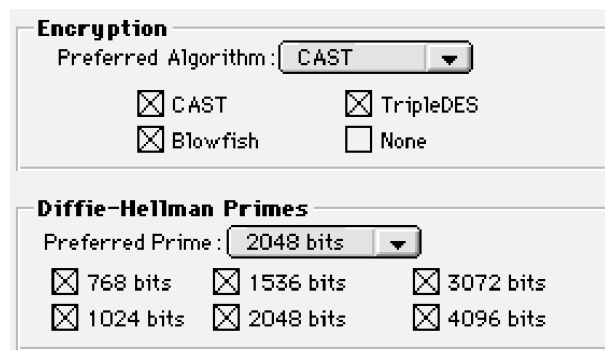 Encryption
Preferred Algorithm: CAST
CAST TripleDES
Blowfish None
Diffie-Hellman Primes
Preferred Prime: 2048 bits
768 bits 1536 bits 3072 bits
1024 bits 2048 bits 4096 bits